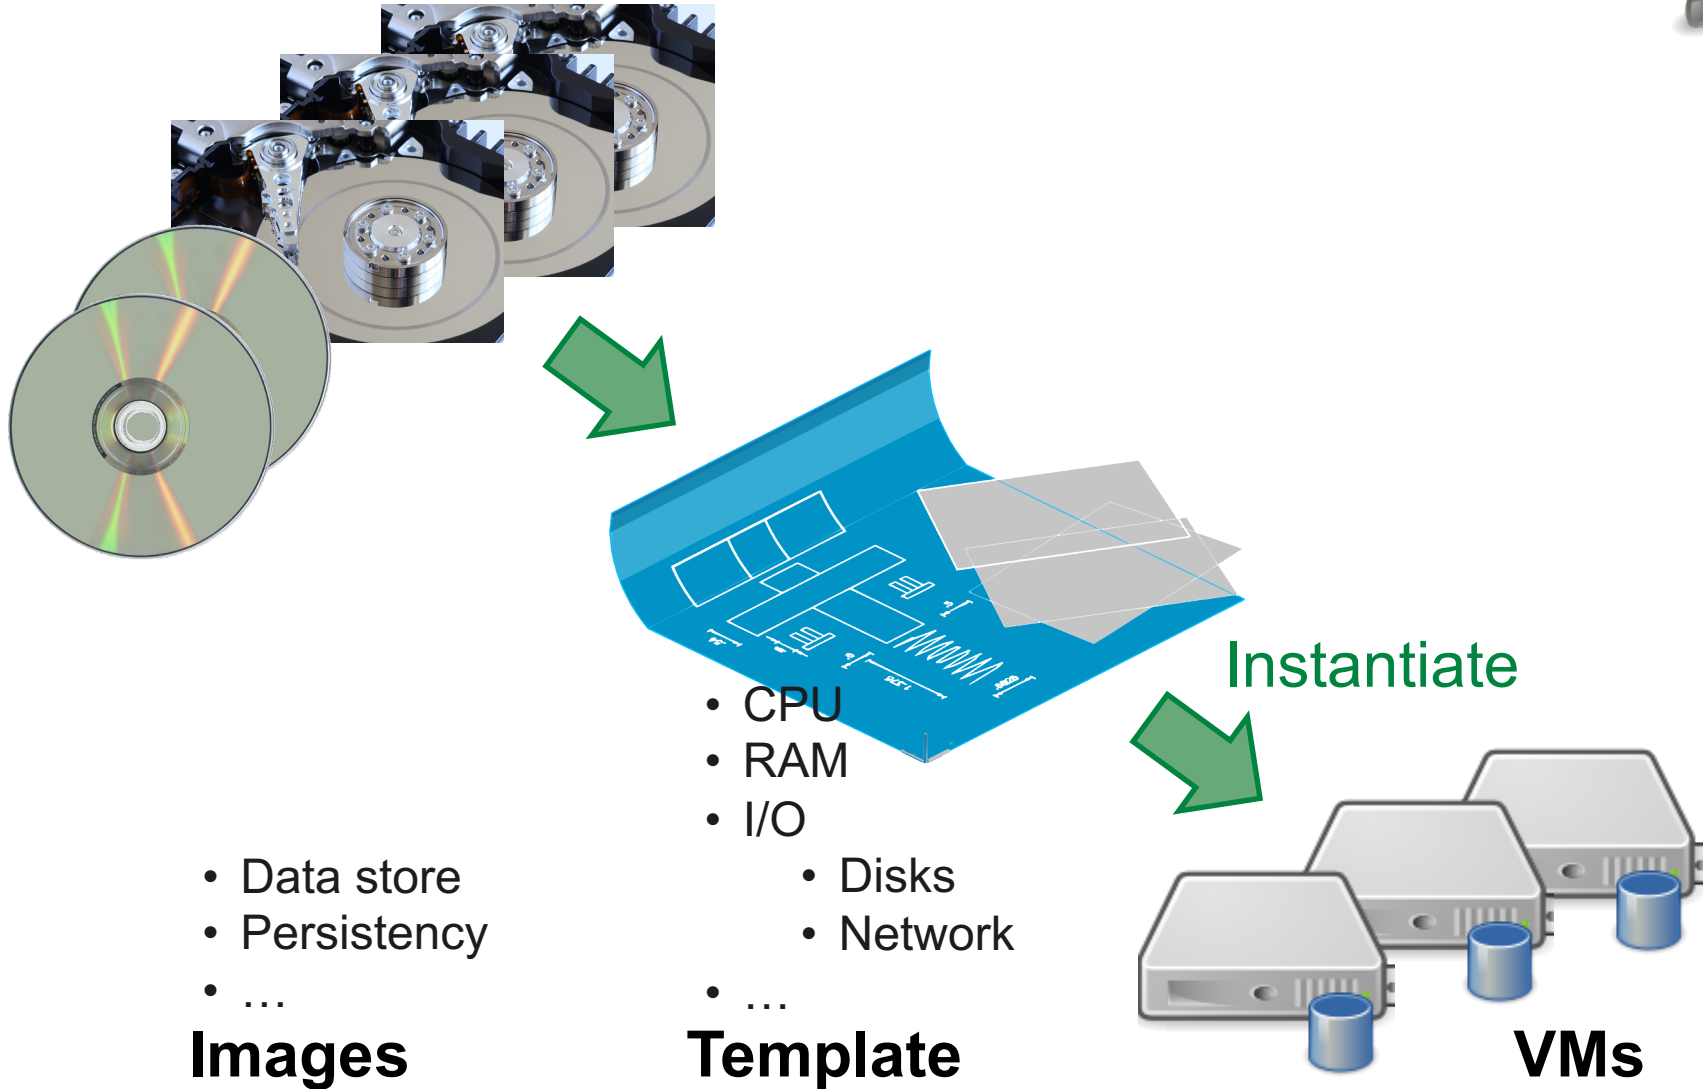 Instantiate
• CPU
• RAM
• I/O
• Disks
• Network
• …
• Data store
• Persistency
• …
Images
Template
VMs